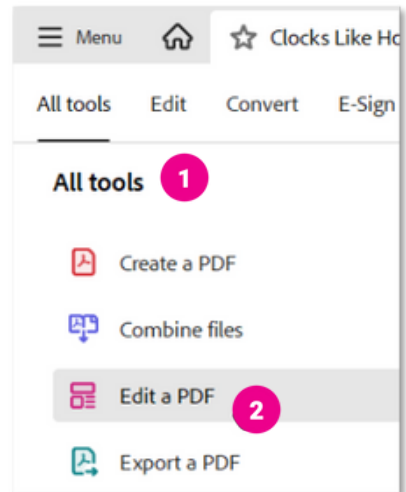 Menu Clocks Like Ho
All tools Edit Convert E-Sign
All tools 1
Create a PDF
Combine files
Edit a PDF 2
Export a PDF